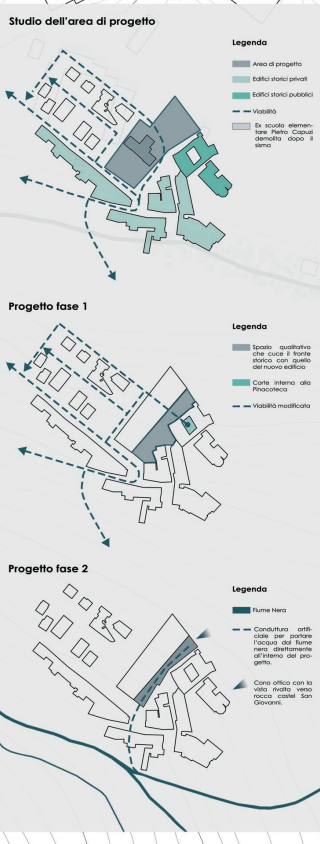 Studio dell'area di progetto
Legenda
Area di progetto
Edifici storici privati
Edifici storici pubblici
Viabilità
Ex scuola elemen-
tare Pietro Capuzi
demolita dopo il
sisma
Progetto fase 1
Legenda
Spazio qualitativo
che cuce il fronte
storico con quello
del nuovo edificio
Corte interna alla
Pinacoteca
Viabilità modificata
Progetto fase 2
Legenda
Fiume Nera
Conduttura artifi-
ciale per portare
l'acqua dal fiume
nera direttamente
all'interno del pro-
getto.
Cono ottico con la
vista rivolta verso
rocca castel San
Giovanni.